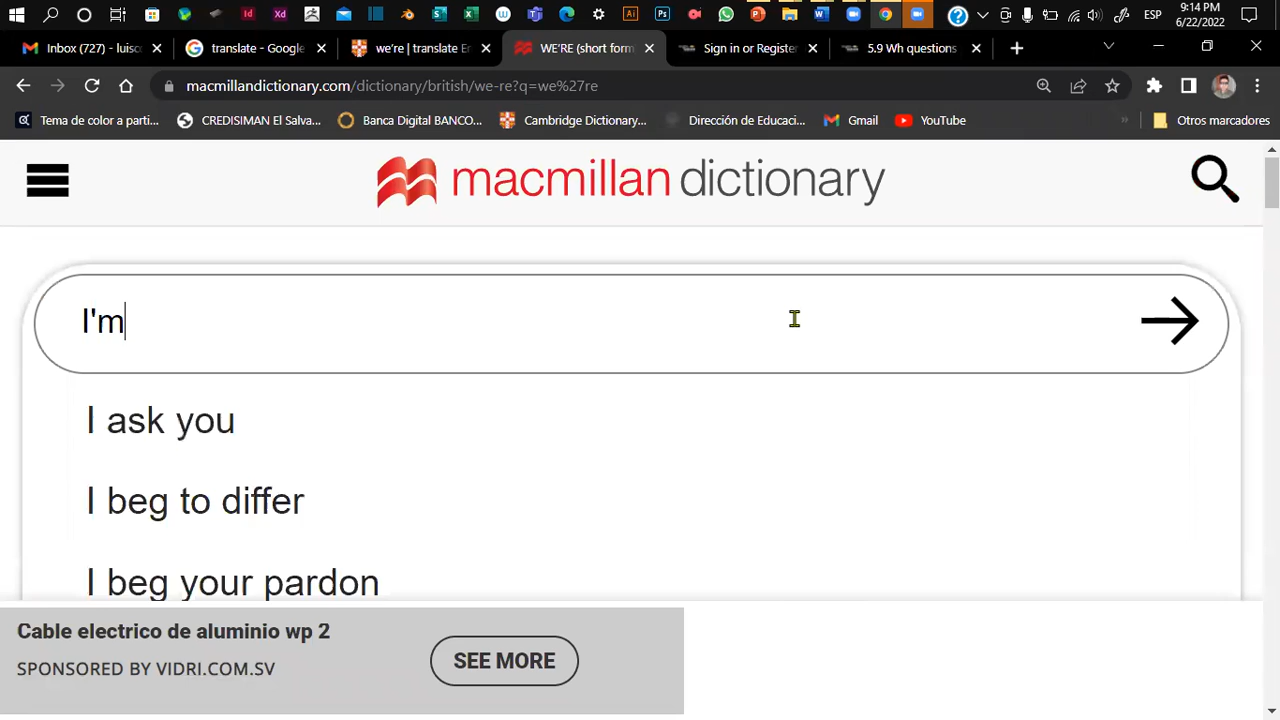 9:14 PM
ESP
6/22/2022
Inbox (727) - luisc
translate - Google
we're | translate E
WE'RE (short form
Sign in or Register
5.9 Wh questions
macmillandictionary.com/dictionary/british/we-re?q=we%27re
Tema de color a parti...
CREDISIMAN El Salva...
Banca Digital BANCO...
Cambridge Dictionary...
Dirección de Educaci...
Gmail
YouTube
Otros marcadores
macmillan dictionary
I'm
I ask you
I beg to differ
I beg your pardon
Cable electrico de aluminio wp 2
SPONSORED BY VIDRI.COM.SV
SEE MORE